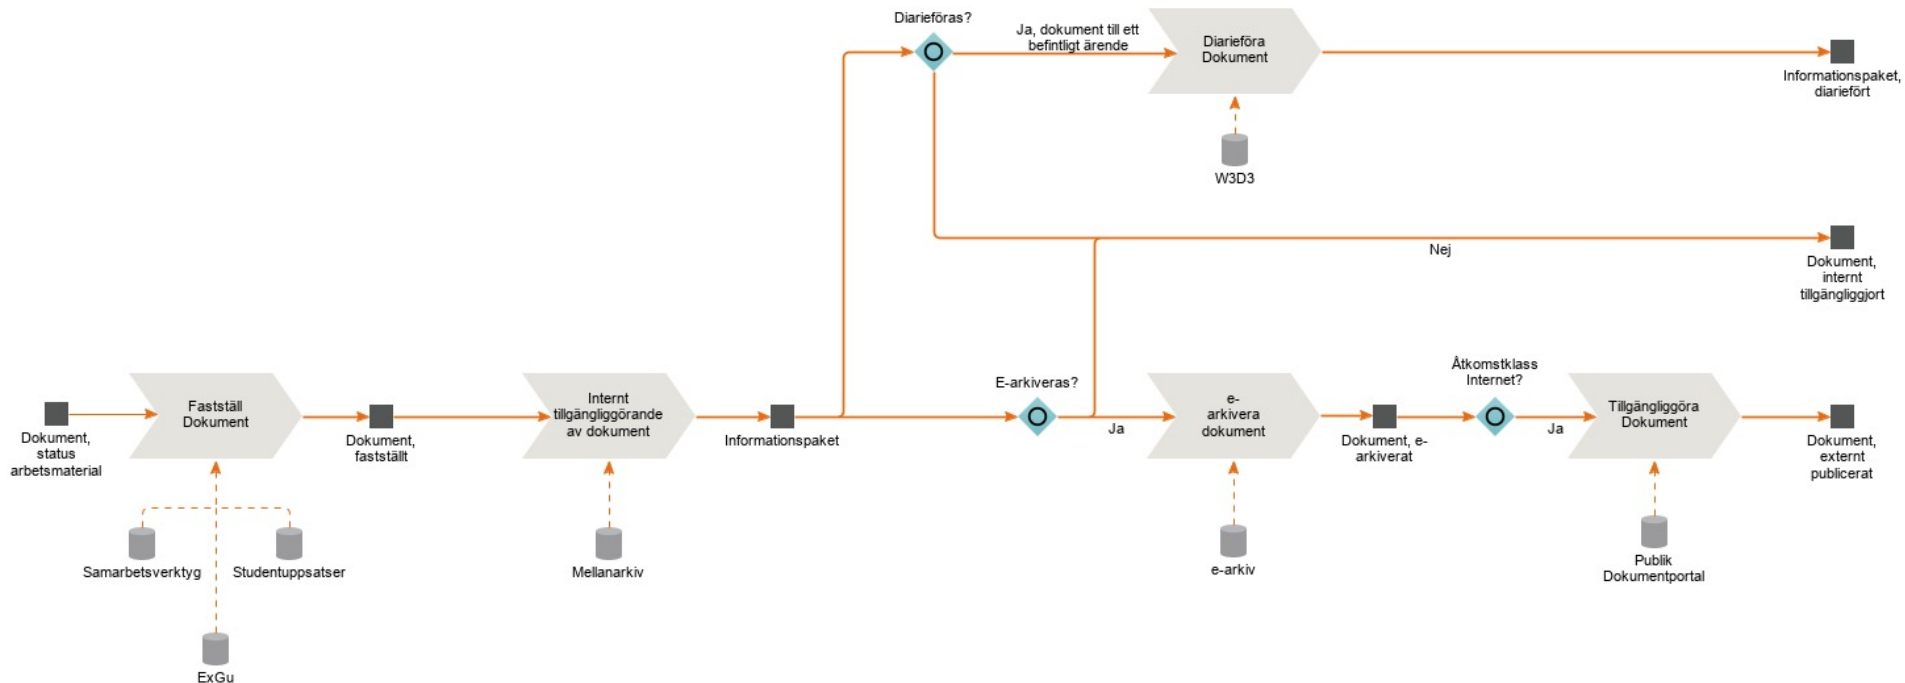 Diarieföras?
Ja, dokument till ett
befintligt ärende
Diarieföra
Dokument
Informationspaket,
diariefört
W3D3
Nej
Dokument,
internt
tillgängliggjort
Dokument,
status
arbetsmaterial
Fastställ
Dokument
Dokument,
fastställt
Internt
tillgängliggörande
av dokument
Informationspaket
E-arkiveras?
Ja
e-
arkivera
dokument
Dokument, e-
arkiverat
Åtkomstklass
Internet?
Ja
Tillgängliggöra
Dokument
Dokument,
externt
publicerat
Samarbetsverktyg
Studentuppsatser
Mellanarkiv
e-arkiv
Publik
Dokumentportal
ExGu